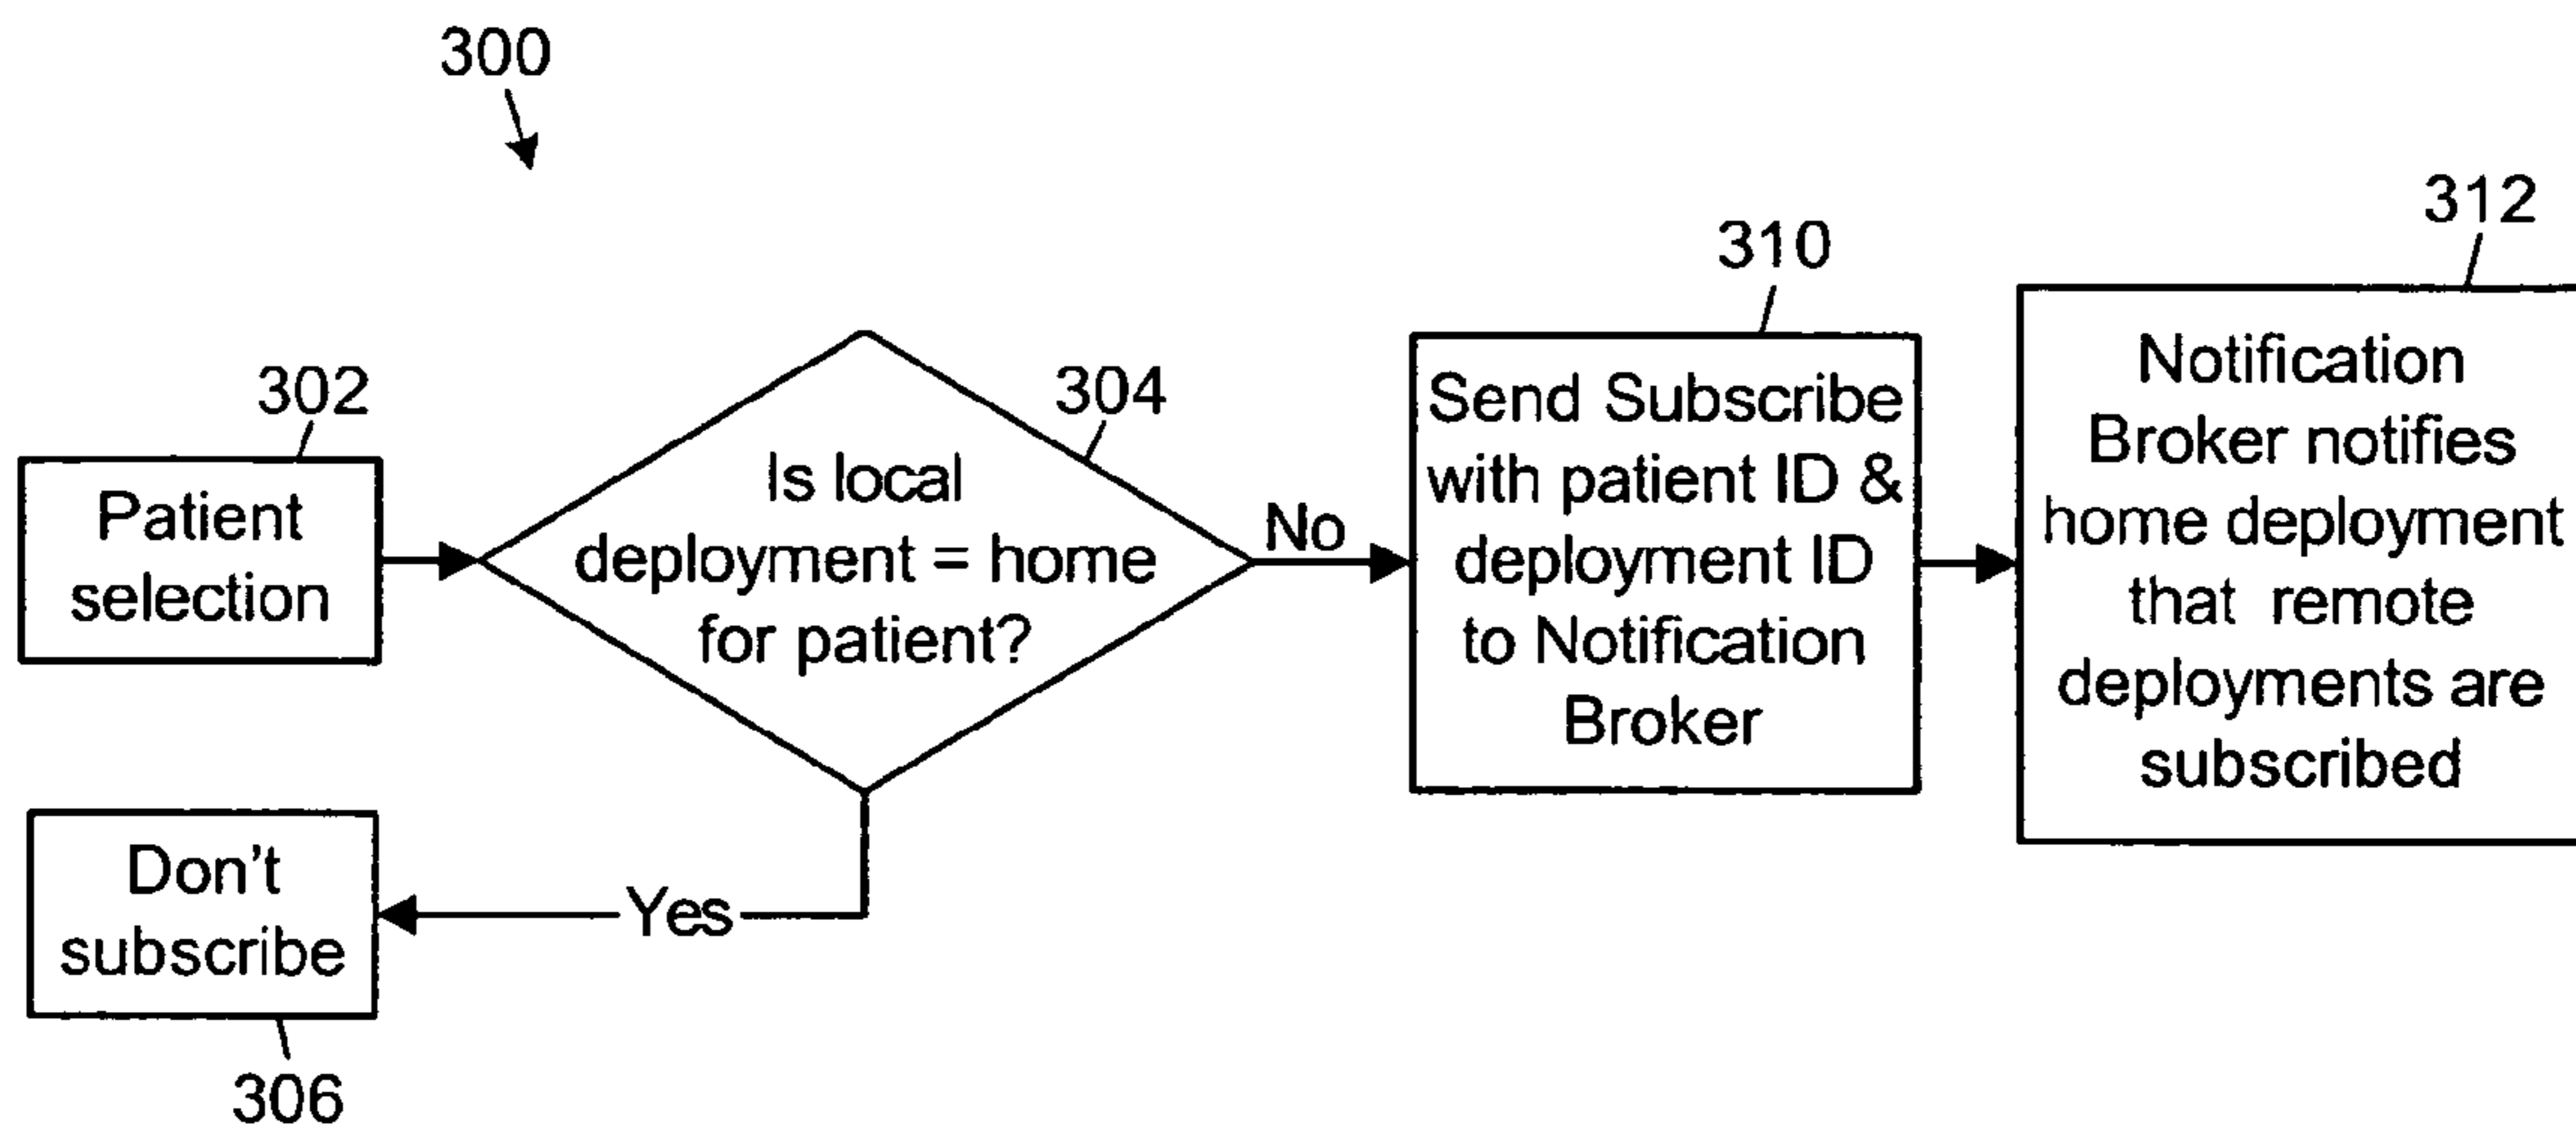 300
302
Patient
selection
304
Is local
deployment = home
for patient?
No
Yes
Don't
subscribe
306
310
Send Subscribe
with patient ID &
deployment ID
to Notification
Broker
312
Notification
Broker notifies
home deployment
that remote
deployments are
subscribed